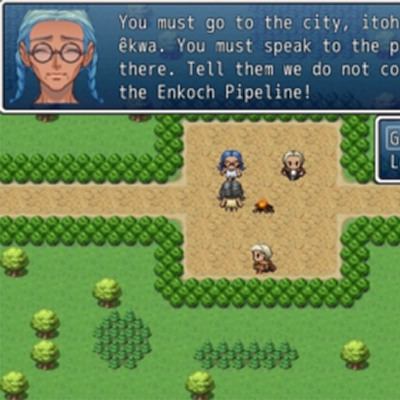 You must go to the city, itoh
êkwa. You must speak to the p
there. Tell them we do not co
the Enkoch Pipeline!
G
L